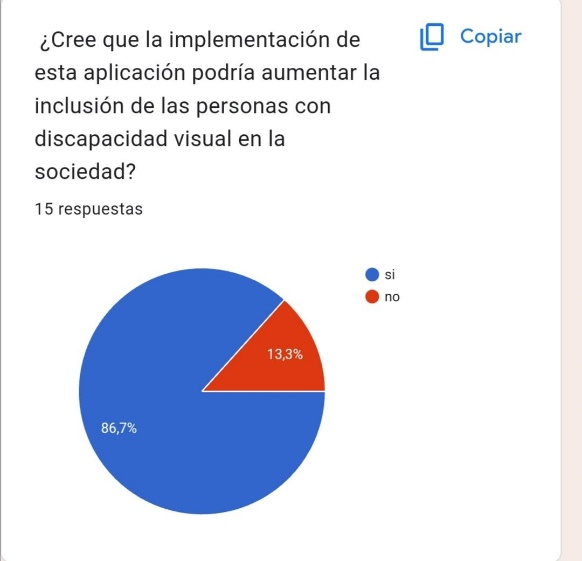 ¿Cree que la implementación de
esta aplicación podría aumentar la
inclusión de las personas con
discapacidad visual en la
sociedad?
Copiar
15 respuestas
si
no
13,3%
86,7%